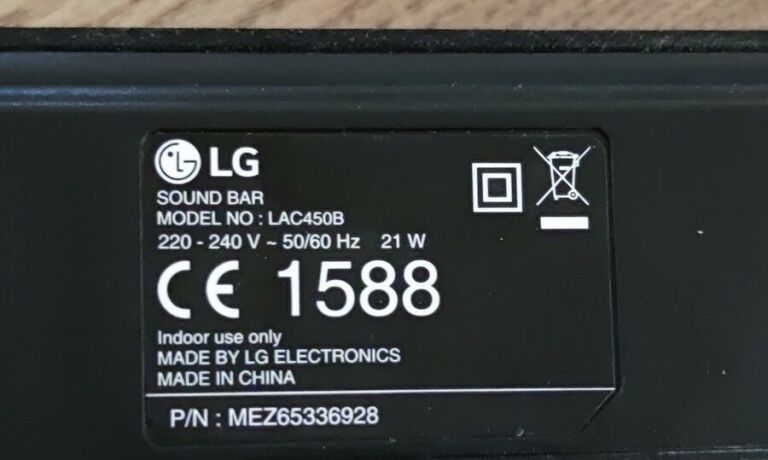 LG
SOUND BAR
MODEL NO : LAC450B
220 - 240 V ~ 50/60 Hz 21 W
CE 1588
Indoor use only
MADE BY LG ELECTRONICS
MADE IN CHINA
P/N : MEZ65336928